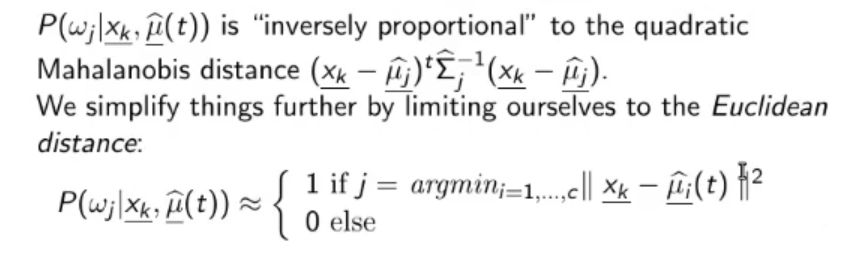 P(ω_j|x_k, μ̂(t)) is “inversely proportional” to the quadratic
Mahalanobis distance (x_k − μ̂_j)^t Σ̂_j^{−1}(x_k − μ̂_j).
We simplify things further by limiting ourselves to the Euclidean
distance:
P(ω_j|x_k, μ̂(t)) ≈ { 1 if j = argmin_{i=1,...,c}‖ x_k − μ̂_i(t) ‖²
0 else